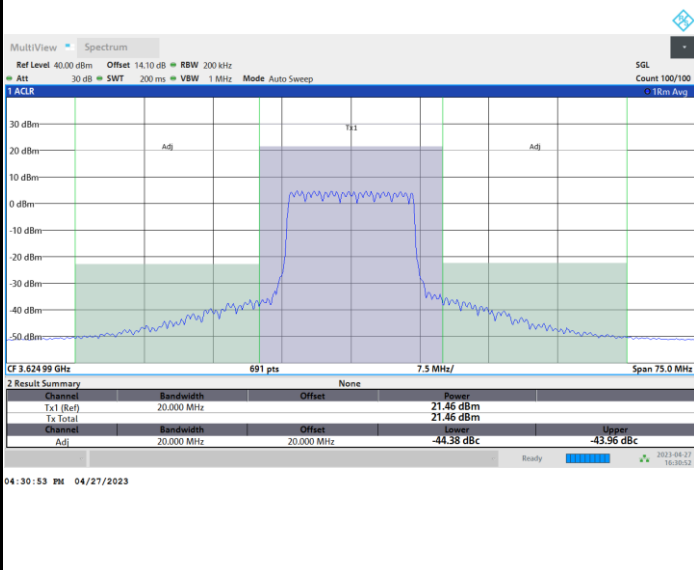 MultiView Spectrum
Ref Level 40.00 dBm Offset 14.10 dB RBW 200 kHz SGL
Att 30 dB SWT 200 ms VBW 1 MHz Mode Auto Sweep Count 100/100
1 ACLR 1Rm Avg
Tx1
Adj Adj
30 dBm
20 dBm
10 dBm
0 dBm
-10 dBm
-20 dBm
-30 dBm
-40 dBm
-50 dBm
CF 3.624 99 GHz 691 pts 7.5 MHz/ Span 75.0 MHz
2 Result Summary None
Channel Bandwidth Offset Power
Tx1 (Ref) 20.000 MHz 21.46 dBm
Tx Total 21.46 dBm
Channel Bandwidth Offset Lower Upper
Adj 20.000 MHz 20.000 MHz -44.38 dBc -43.96 dBc
Ready 2023-04-27
16:30:52
04:30:53 PM 04/27/2023